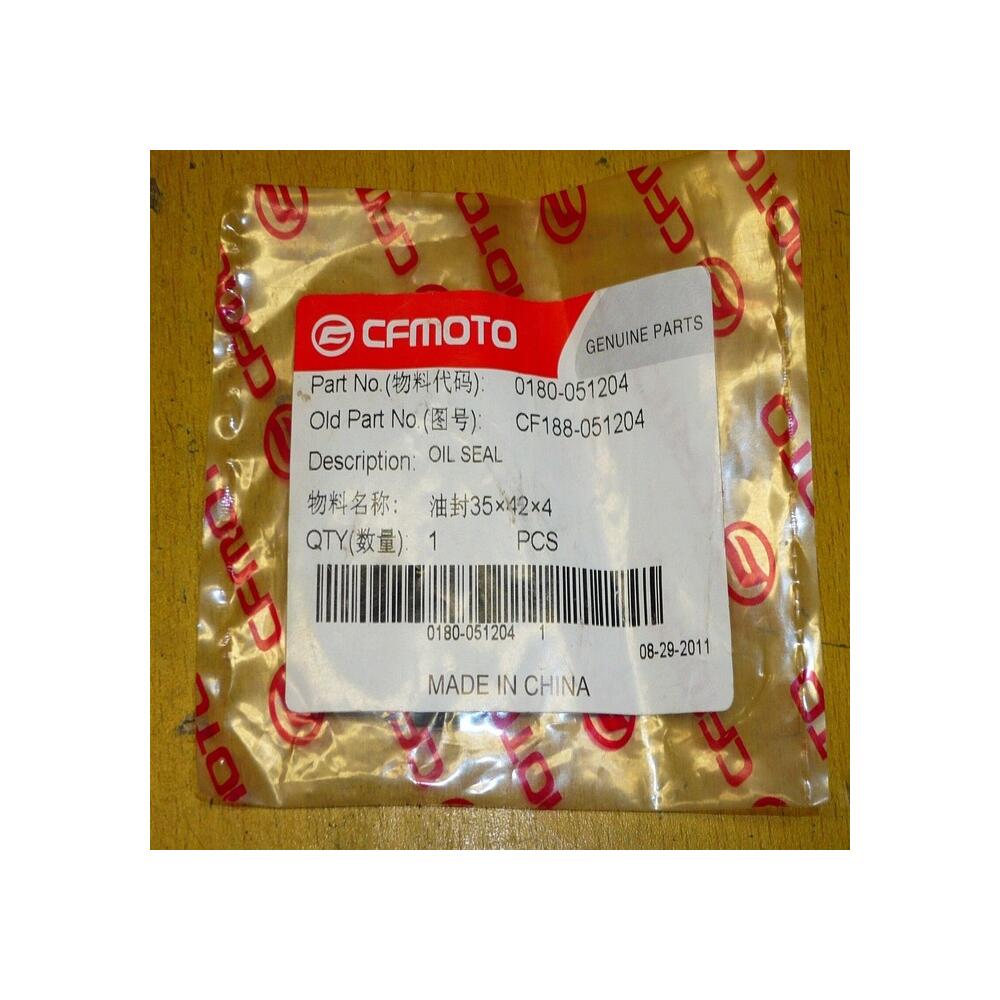 CFMOTO
GENUINE PARTS
Part No.(物料代码): 0180-051204
Old Part No.(图号): CF188-051204
Description: OIL SEAL
物料名称: 油封35×42×4
QTY(数量): 1 PCS
0180-051204 1
08-29-2011
MADE IN CHINA